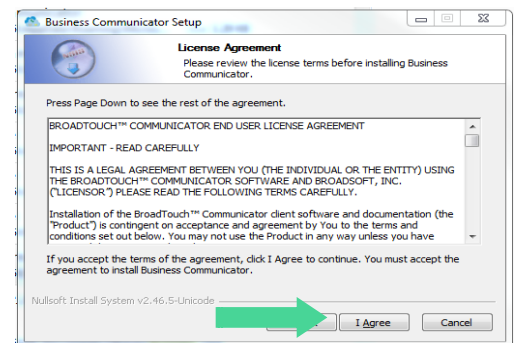 Business Communicator Setup
License Agreement
Please review the license terms before installing Business
Communicator.
Press Page Down to see the rest of the agreement.
BROADTOUCH™ COMMUNICATOR END USER LICENSE AGREEMENT
IMPORTANT - READ CAREFULLY
THIS IS A LEGAL AGREEMENT BETWEEN YOU (THE INDIVIDUAL OR THE ENTITY) USING
THE BROADTOUCH™ COMMUNICATOR SOFTWARE AND BROADSOFT, INC.
("LICENSOR") PLEASE READ THE FOLLOWING TERMS CAREFULLY.
Installation of the BroadTouch™ Communicator client software and documentation (the
"Product") is contingent on acceptance and agreement by You to the terms and
conditions set out below. You may not use the Product in any way unless you have
If you accept the terms of the agreement, click I Agree to continue. You must accept the
agreement to install Business Communicator.
Nullsoft Install System v2.46.5-Unicode
I Agree
Cancel